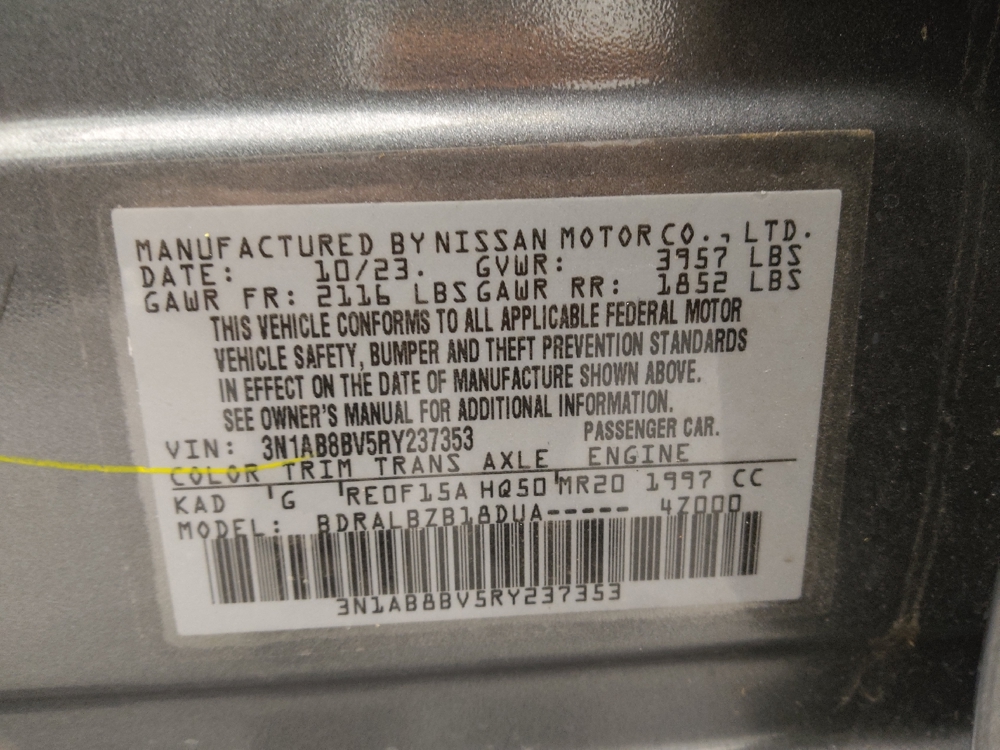 MANUFACTURED BY NISSAN MOTOR CO., LTD.
DATE: 10/23. GVWR: 3957 LBS
GAWR FR: 2116 LBS GAWR RR: 1852 LBS
THIS VEHICLE CONFORMS TO ALL APPLICABLE FEDERAL MOTOR
VEHICLE SAFETY, BUMPER AND THEFT PREVENTION STANDARDS
IN EFFECT ON THE DATE OF MANUFACTURE SHOWN ABOVE.
SEE OWNER'S MANUAL FOR ADDITIONAL INFORMATION.
VIN: 3N1AB8BV5RY237353 PASSENGER CAR.
COLOR TRIM TRANS AXLE ENGINE
KAD G RE0F15A HQ50 MR20 1997 CC
MODEL: BDRALBZB18DUA----- 4Z000
3N1AB8BV5RY237353